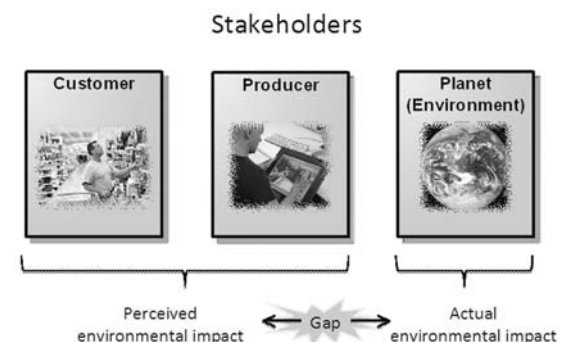 Stakeholders
Customer
Producer
Planet
(Environment)
Perceived
environmental impact
Gap
Actual
environmental impact